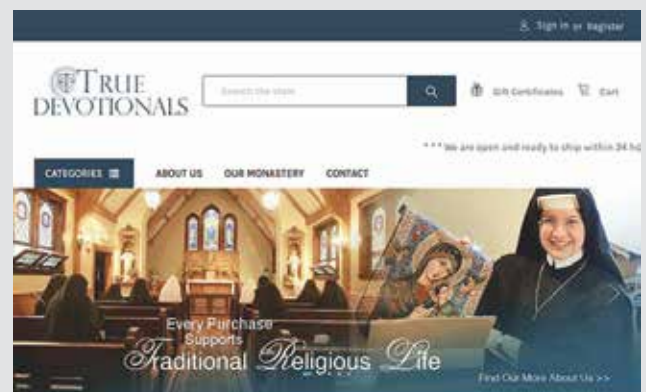 Sign in or Register
TRUE
DEVOTIONALS
Search the store
Gift Certificates
Cart
*** We are open and ready to ship within 24 ho
CATEGORIES
ABOUT US
OUR MONASTERY
CONTACT
Every Purchase
Supports
Traditional Religious Life
Find Out More About Us >>